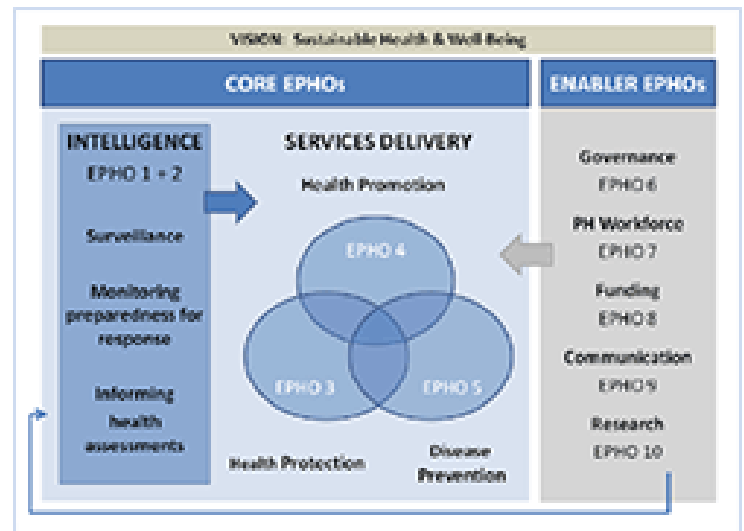 VISION: Sustainable Health & Well-Being
CORE EPHOs
ENABLER EPHOs
INTELLIGENCE
EPHO 1 + 2
Surveillance
Monitoring
preparedness for
response
Informing
health
assessments
SERVICES DELIVERY
Health Promotion
EPHO 4
EPHO 3
EPHO 5
Health Protection
Disease
Prevention
Governance
EPHO 6
PH Workforce
EPHO 7
Funding
EPHO 8
Communication
EPHO 9
Research
EPHO 10